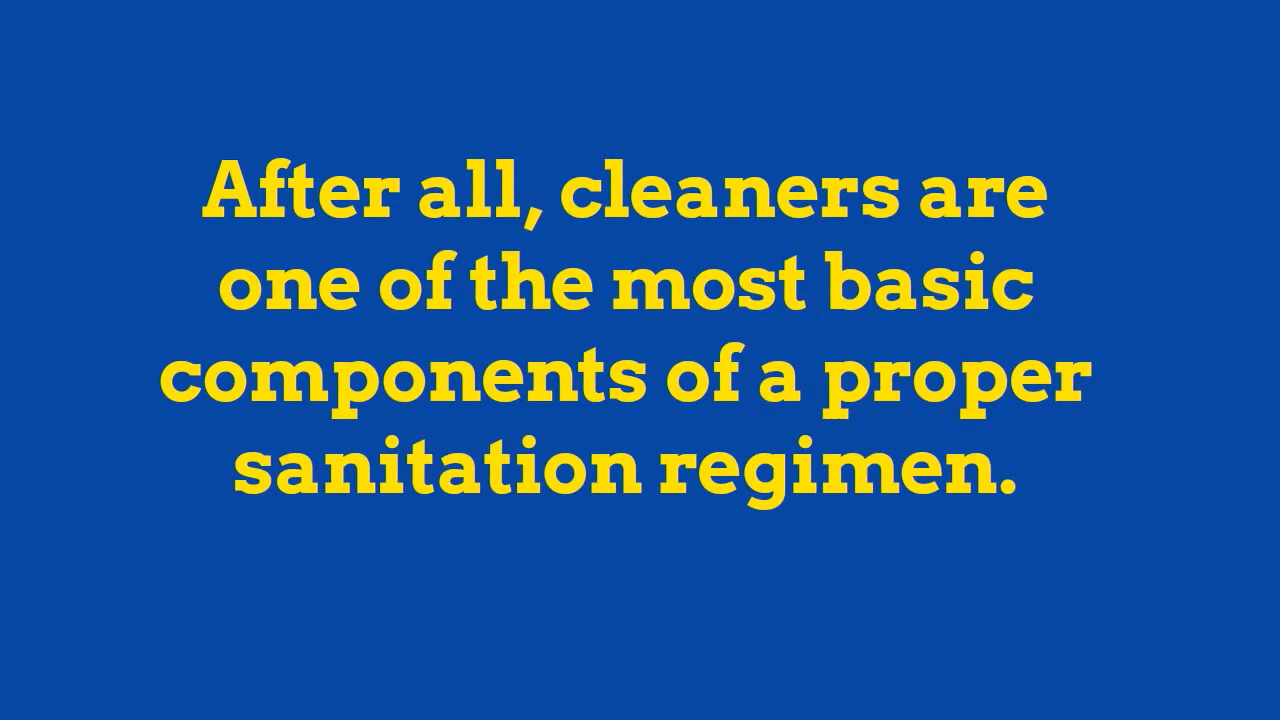 After all, cleaners are
one of the most basic
components of a proper
sanitation regimen.